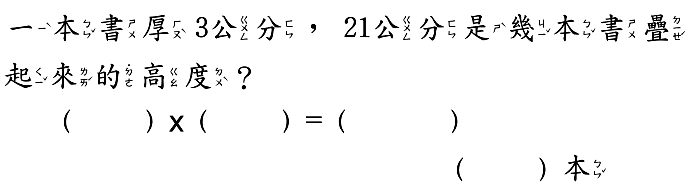 一本書厚3公分，21公分是幾本書疊
起來的高度？
(　　) x (　　) = (　　)
(　　) 本